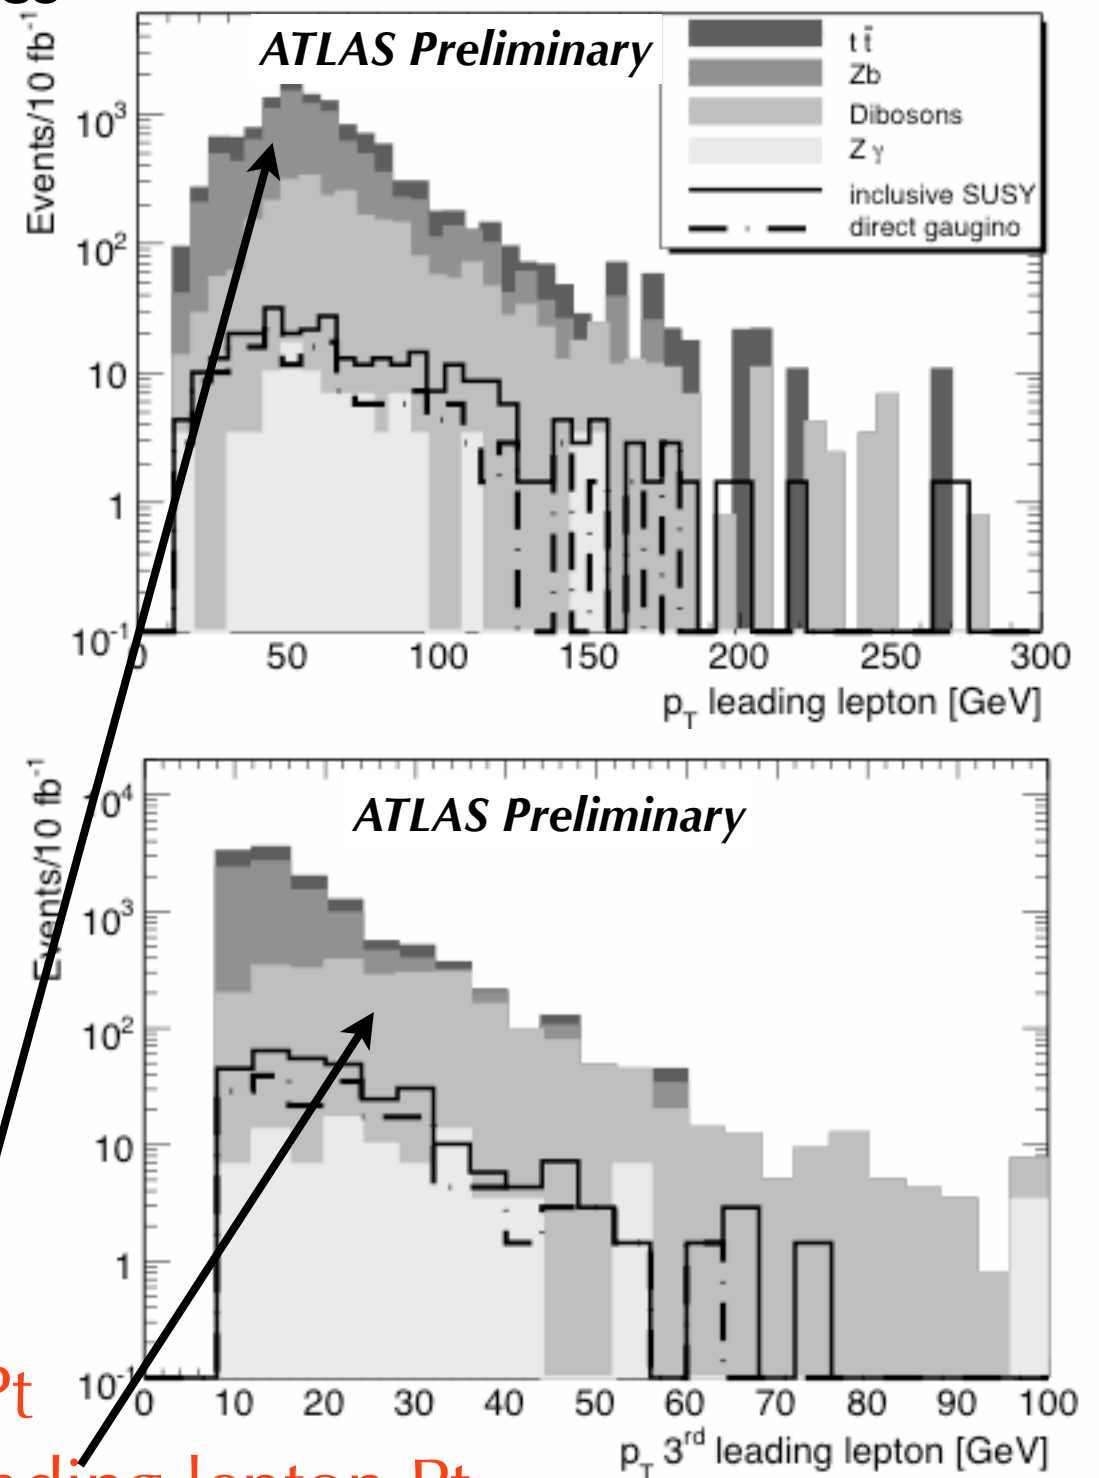 ATLAS Preliminary
Events/10 fb⁻¹
10³
10²
10
1
10⁻¹
t t̄
Zb
Dibosons
Z γ
inclusive SUSY
direct gaugino
0 50 100 150 200 250 300
p_T leading lepton [GeV]
ATLAS Preliminary
Events/10 fb⁻¹
10⁴
10³
10²
10
1
10⁻¹
0 10 20 30 40 50 60 70 80 90 100
p_T 3rd leading lepton [GeV]
Pt
lepton Pt